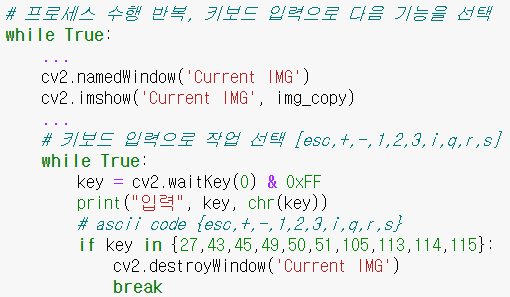 # 프로세스 수행 반복, 키보드 입력으로 다음 기능을 선택
while True:
    ...
    cv2.namedWindow('Current IMG')
    cv2.imshow('Current IMG', img_copy)
    ...
    # 키보드 입력으로 작업 선택 [esc,+,-,1,2,3,i,q,r,s]
    while True:
        key = cv2.waitKey(0) & 0xFF
        print("입력", key, chr(key))
        # ascii code {esc,+,-,1,2,3,i,q,r,s}
        if key in {27,43,45,49,50,51,105,113,114,115}:
            cv2.destroyWindow('Current IMG')
            break